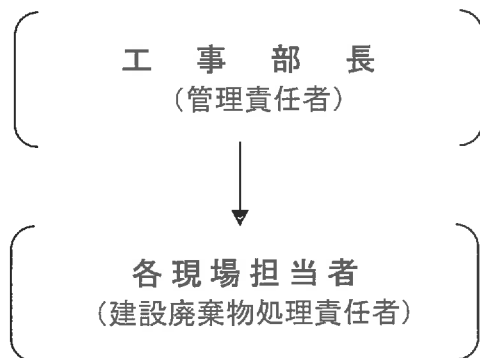 工事部長
（管理責任者）
各現場担当者
（建設廃棄物処理責任者）